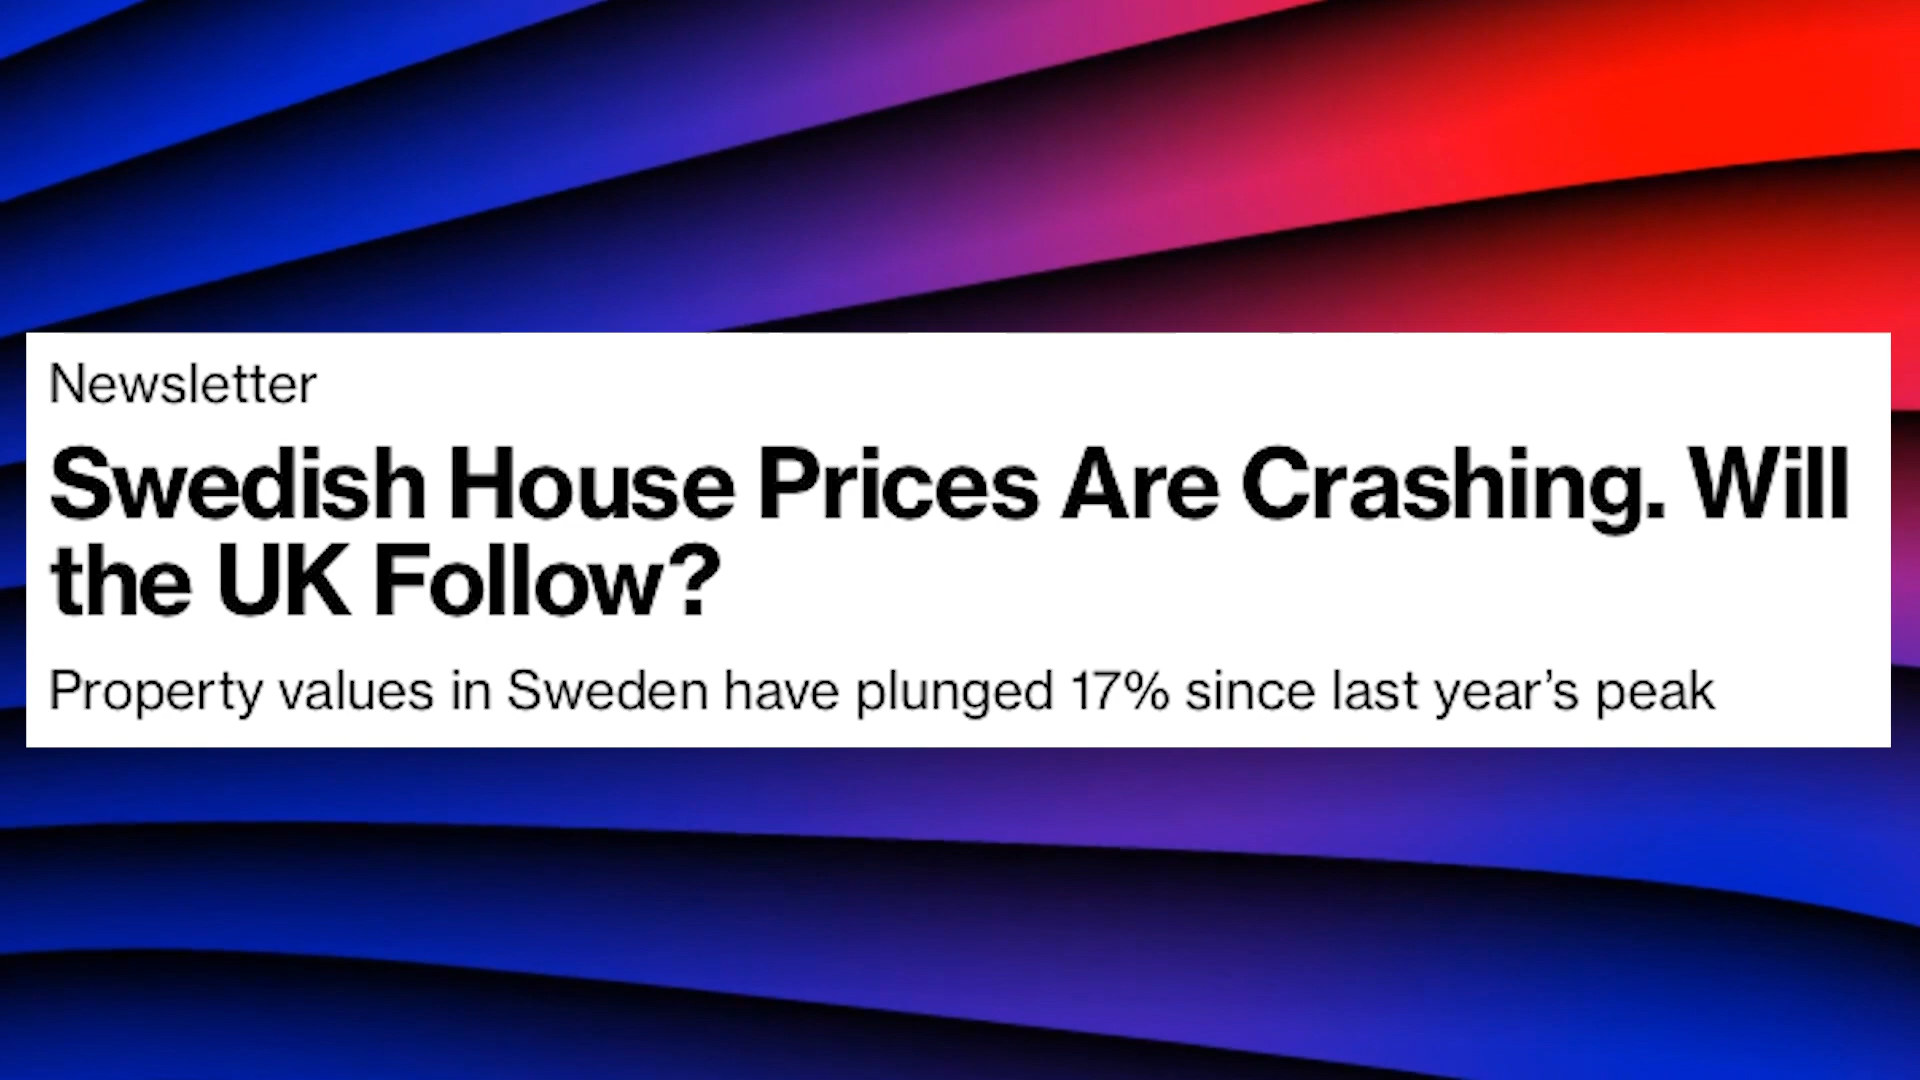 Newsletter
Swedish House Prices Are Crashing. Will
the UK Follow?
Property values in Sweden have plunged 17% since last year’s peak